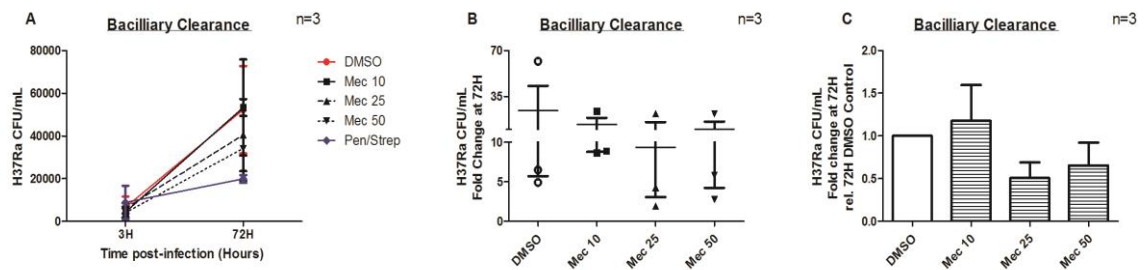 A
Bacilliary Clearance
n=3
H37Ra CFU/mL
80000
60000
40000
20000
0
3H
72H
Time post-infection (Hours)
DMSO
Mec 10
Mec 25
Mec 50
Pen/Strep
B
Bacilliary Clearance
n=3
H37Ra CFU/mL
Fold Change at 72H
70
35
10
5
0
DMSO
Mec 10
Mec 25
Mec 50
C
Bacilliary Clearance
n=3
H37Ra CFU/mL
Fold change at 72H
rel. 72H DMSO Control
2.0
1.5
1.0
0.5
0.0
DMSO
Mec 10
Mec 25
Mec 50